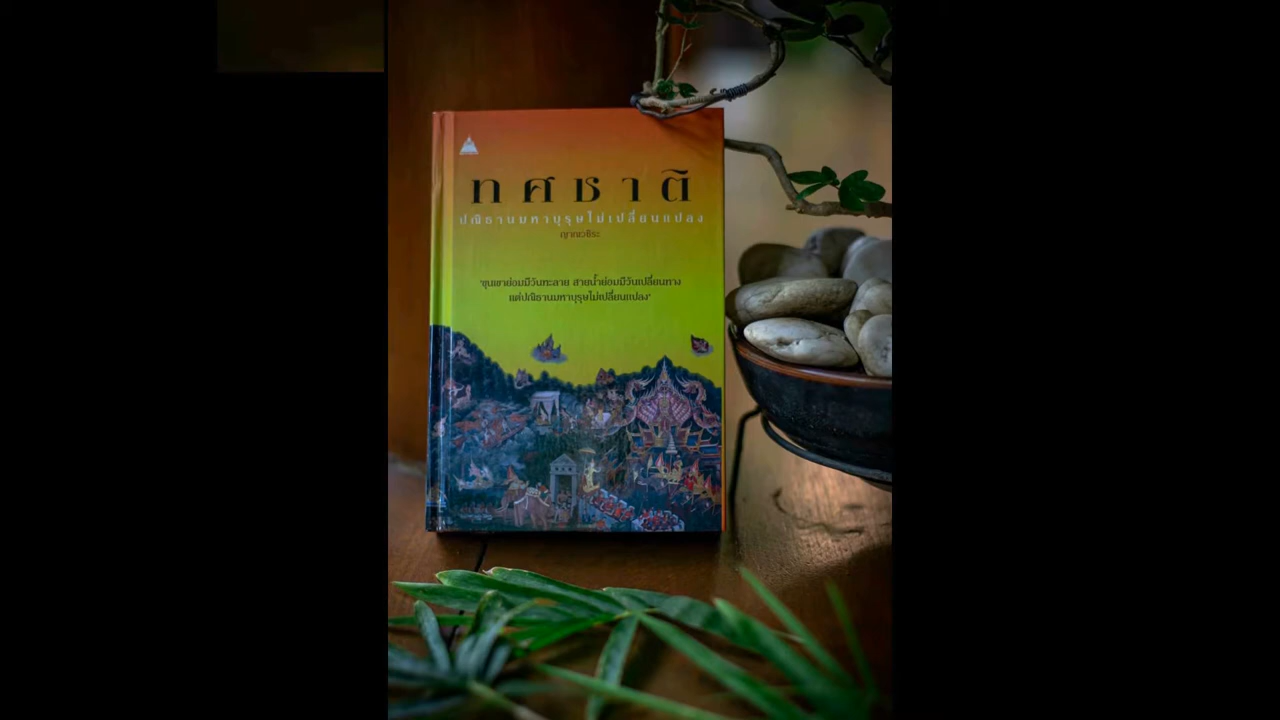 ทศชาติ
ปณิธานมหาบุรุษไม่เปลี่ยนแปลง
ญาณวชิระ
"ขุนเขาย่อมมีวันทะลาย สายน้ำย่อมมีวันเปลี่ยนทาง
แต่ปณิธานมหาบุรุษไม่เปลี่ยนแปลง"